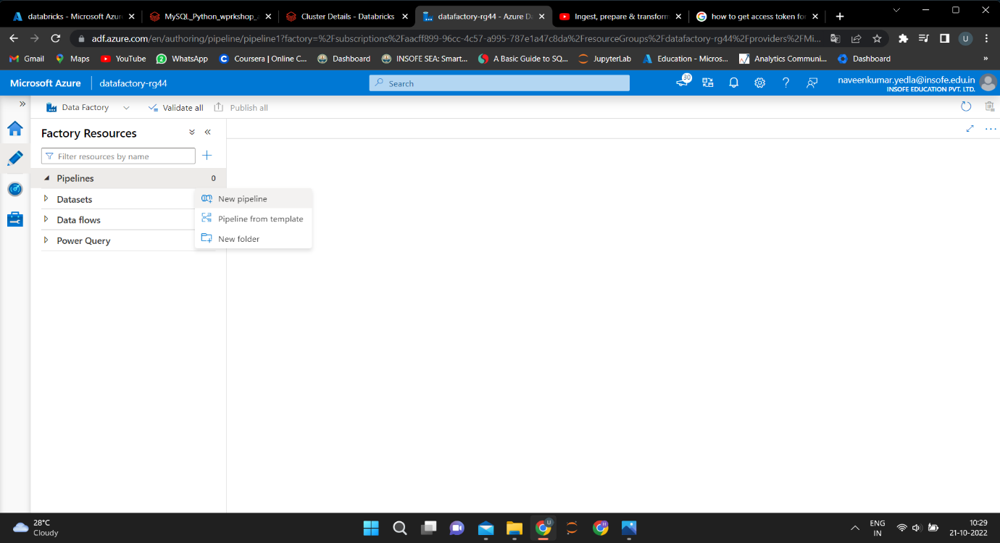 databricks - Microsoft Azur
MySQL_Python_wprkshop_
Cluster Details - Databricks
datafactory-rg44 - Azure Da
Ingest, prepare & transform
how to get access token fo
adf.azure.com/en/authoring/pipeline/pipeline1?factory=%2Fsubscriptions%2Faacff899-96cc-4c57-a995-787e1a47c8da%2FresourceGroups%2Fdatafactory-rg44%2Fproviders%2FMi...
U
Gmail
Maps
YouTube
WhatsApp
Coursera | Online C...
Dashboard
INSOFE SEA: Smart...
A Basic Guide to SQ...
JupyterLab
Education - Micros...
Analytics Communi...
Dashboard
»
Microsoft Azure
datafactory-rg44
Search
30
naveenkumar.yedla@insofe.edu.in
INSOFE EDUCATION PVT. LTD.
Data Factory
Validate all
Publish all
Factory Resources
Filter resources by name
Pipelines 0
Datasets
Data flows
Power Query
New pipeline
Pipeline from template
New folder
28°C
Cloudy
ENG
IN
10:29
21-10-2022